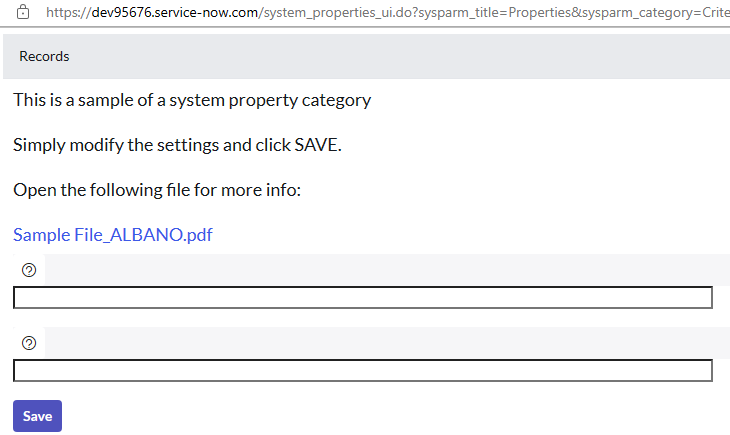 https://dev95676.service-now.com/system_properties_ui.do?sysparm_title=Properties&sysparm_category=Crite
Records
This is a sample of a system property category
Simply modify the settings and click SAVE.
Open the following file for more info:
Sample File_ALBANO.pdf
?
?
Save